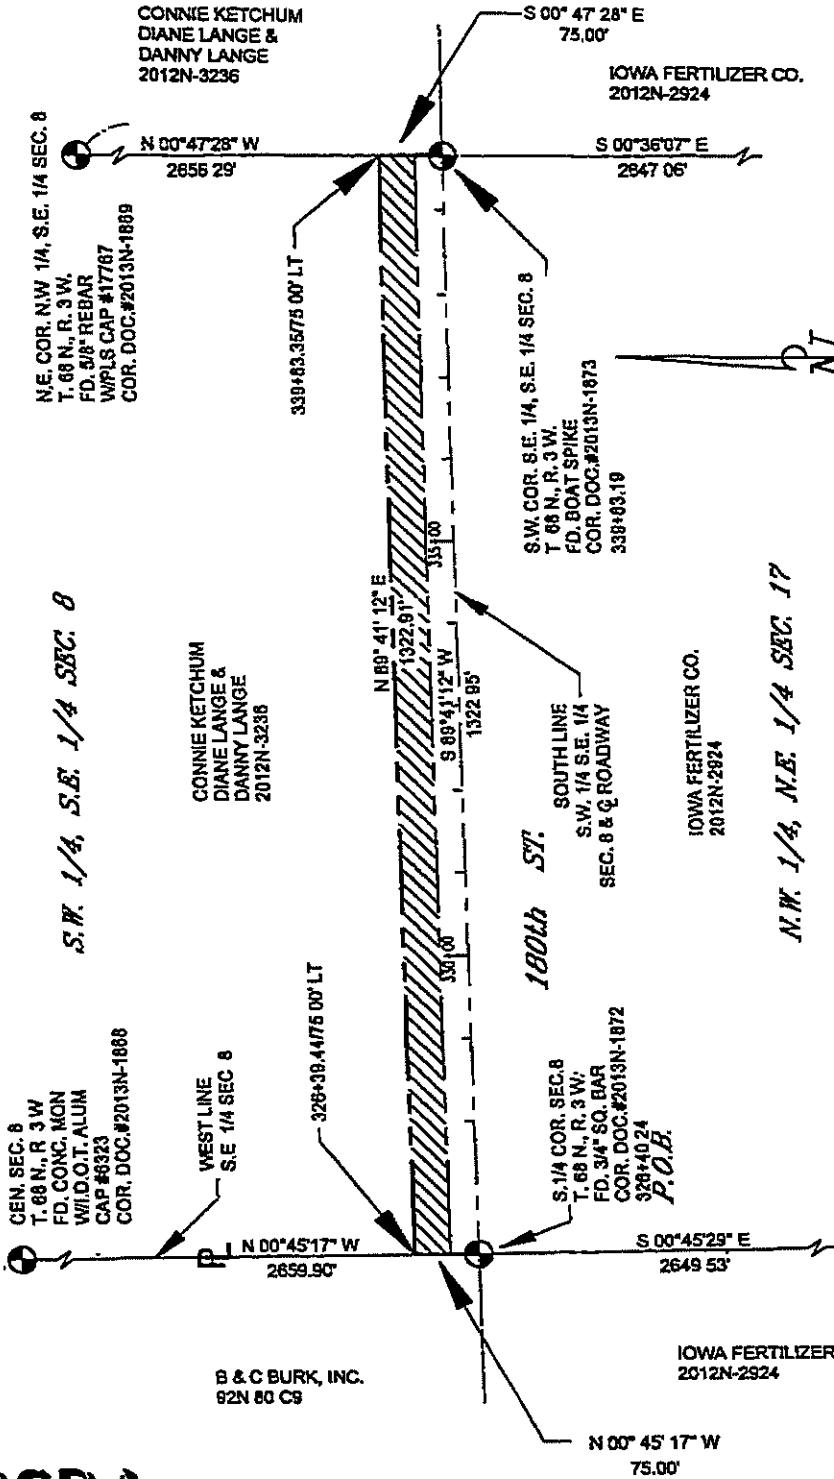 CONNIE KETCHUM
DIANE LANGE &
DANNY LANGE
2012N-3236
S 00° 47' 28" E
75.00'
IOWA FERTILIZER CO.
2012N-2924
N 00°47'28" W
2656 29'
S 00°36'07" E
2647 06'
N.E. COR. N.W 1/4, S.E. 1/4 SEC. 8
T. 68 N., R. 3 W.
FD. 5/8" REBAR
W/PLS CAP #17767
COR. DOC.#2013N-1869
339+83.35/75 00' LT
S.W. COR. S.E. 1/4, S.E. 1/4 SEC. 8
T 68 N., R. 3 W.
FD. BOAT SPIKE
COR. DOC.#2013N-1873
339+83.19
N
S.W. 1/4, S.E. 1/4 SEC. 8
CONNIE KETCHUM
DIANE LANGE &
DANNY LANGE
2012N-3236
N 89° 41' 12" E
1322.91'
335+00
S 89°41'12" W
1322 95'
SOUTH LINE
S.W. 1/4 S.E. 1/4
SEC. 8 & ℄ ROADWAY
IOWA FERTILIZER CO.
2012N-2924
N.W. 1/4, N.E. 1/4 SEC. 17
180th ST.
330+00
CEN. SEC. 8
T. 68 N., R 3 W
FD. CONC. MON
W/I.D.O.T. ALUM
CAP #6323
COR. DOC.#2013N-1868
WEST LINE
S.E 1/4 SEC 8
326+39.44/75 00' LT
S. 1/4 COR. SEC.8
T. 68 N., R. 3 W.
FD. 3/4" SQ. BAR
COR. DOC.#2013N-1872
326+40 24
P.O.B.
N 00°45'17" W
2659.90'
S 00°45'29" E
2649 53'
B & C BURK, INC.
92N 80 C9
IOWA FERTILIZER
2012N-2924
N 00° 45' 17" W
75.00'